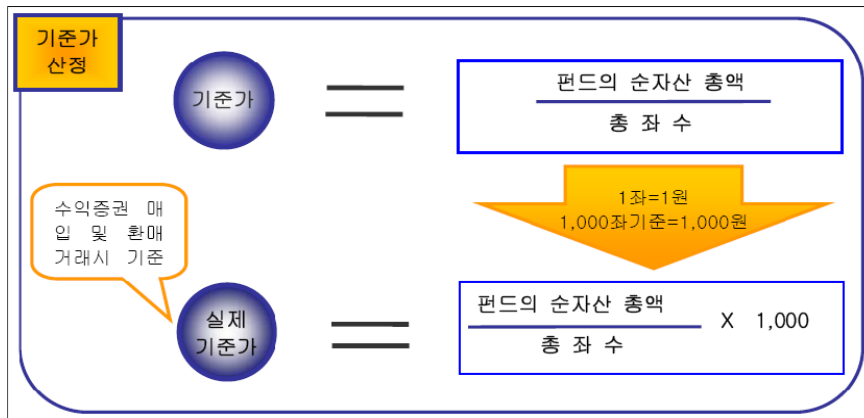 기준가
산정
기준가
펀드의 순자산 총액
총 좌 수
1좌=1원
1,000좌기준=1,000원
수익증권 매
입 및 환매
거래시 기준
실제
기준가
펀드의 순자산 총액
총 좌 수
X 1,000